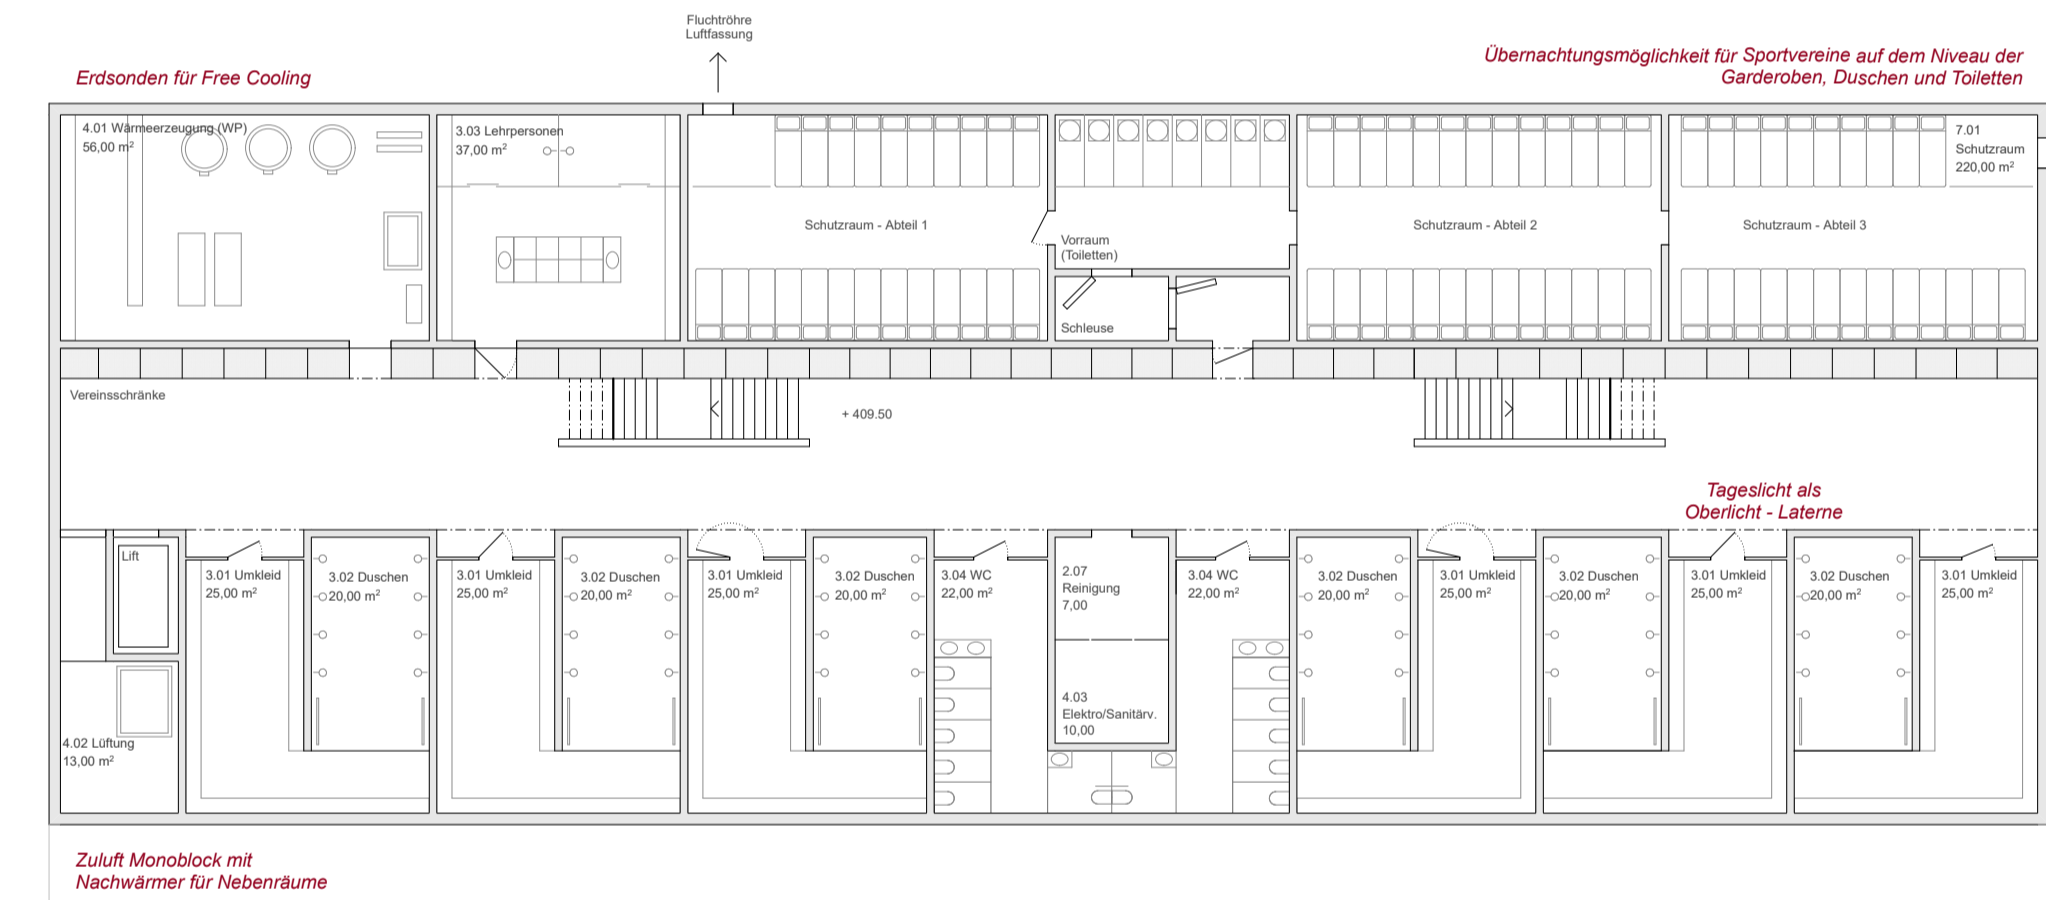 Fluchtröhre
Luftfassung
Erdsonden für Free Cooling
Übernachtungsmöglichkeit für Sportvereine auf dem Niveau der
Garderoben, Duschen und Toiletten
4.01 Wärmeerzeugung (WP)
56,00 m²
3.03 Lehrpersonen
37,00 m²
7.01
Schutzraum
220,00 m²
Schutzraum - Abteil 1
Vorraum
(Toiletten)
Schutzraum - Abteil 2
Schutzraum - Abteil 3
Schleuse
Vereinsschränke
+ 409.50
Tageslicht als
Oberlicht - Laterne
Lift
3.01 Umkleid
25,00 m²
3.02 Duschen
20,00 m²
3.01 Umkleid
25,00 m²
3.02 Duschen
20,00 m²
3.01 Umkleid
25,00 m²
3.02 Duschen
20,00 m²
3.04 WC
22,00 m²
2.07
Reinigung
7,00
3.04 WC
22,00 m²
3.02 Duschen
20,00 m²
3.01 Umkleid
25,00 m²
3.02 Duschen
20,00 m²
3.01 Umkleid
25,00 m²
3.02 Duschen
20,00 m²
3.01 Umkleid
25,00 m²
4.03
Elektro/Sanitärv.
10,00
4.02 Lüftung
13,00 m²
Zuluft Monoblock mit
Nachwärmer für Nebenräume